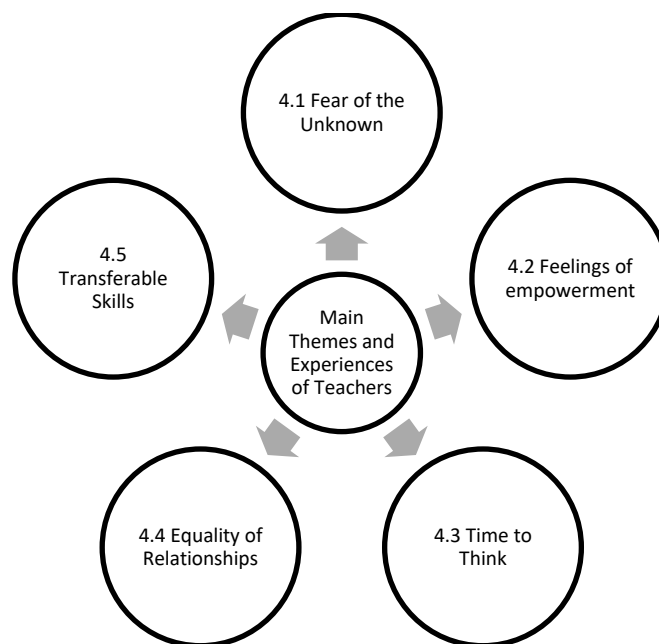 4.1 Fear of the
Unknown
4.2 Feelings of
empowerment
4.3 Time to
Think
4.4 Equality of
Relationships
4.5
Transferable
Skills
Main
Themes and
Experiences
of Teachers